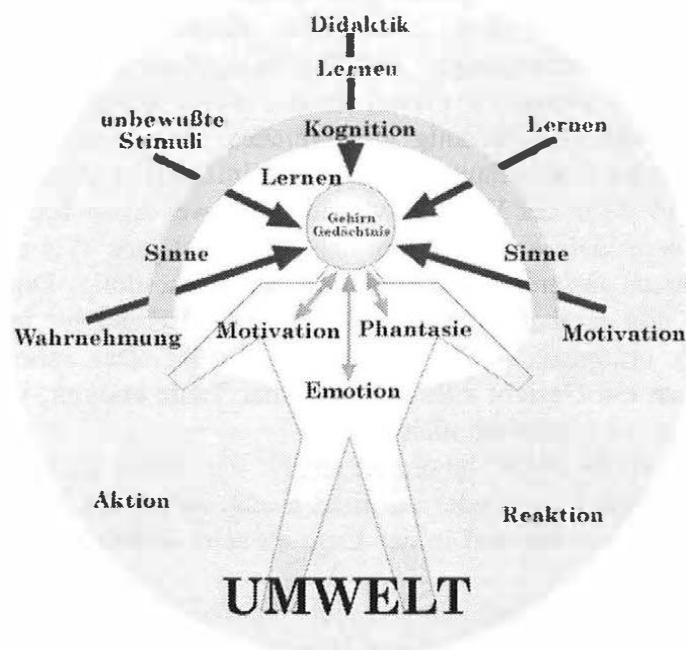 Didaktik
Lernen
unbewußte
Stimuli
Kognition
Lernen
Lernen
Gehirn
Gedächtnis
Sinne
Sinne
Wahrnehmung
Motivation
Phantasie
Motivation
Emotion
Aktion
Reaktion
UMWELT